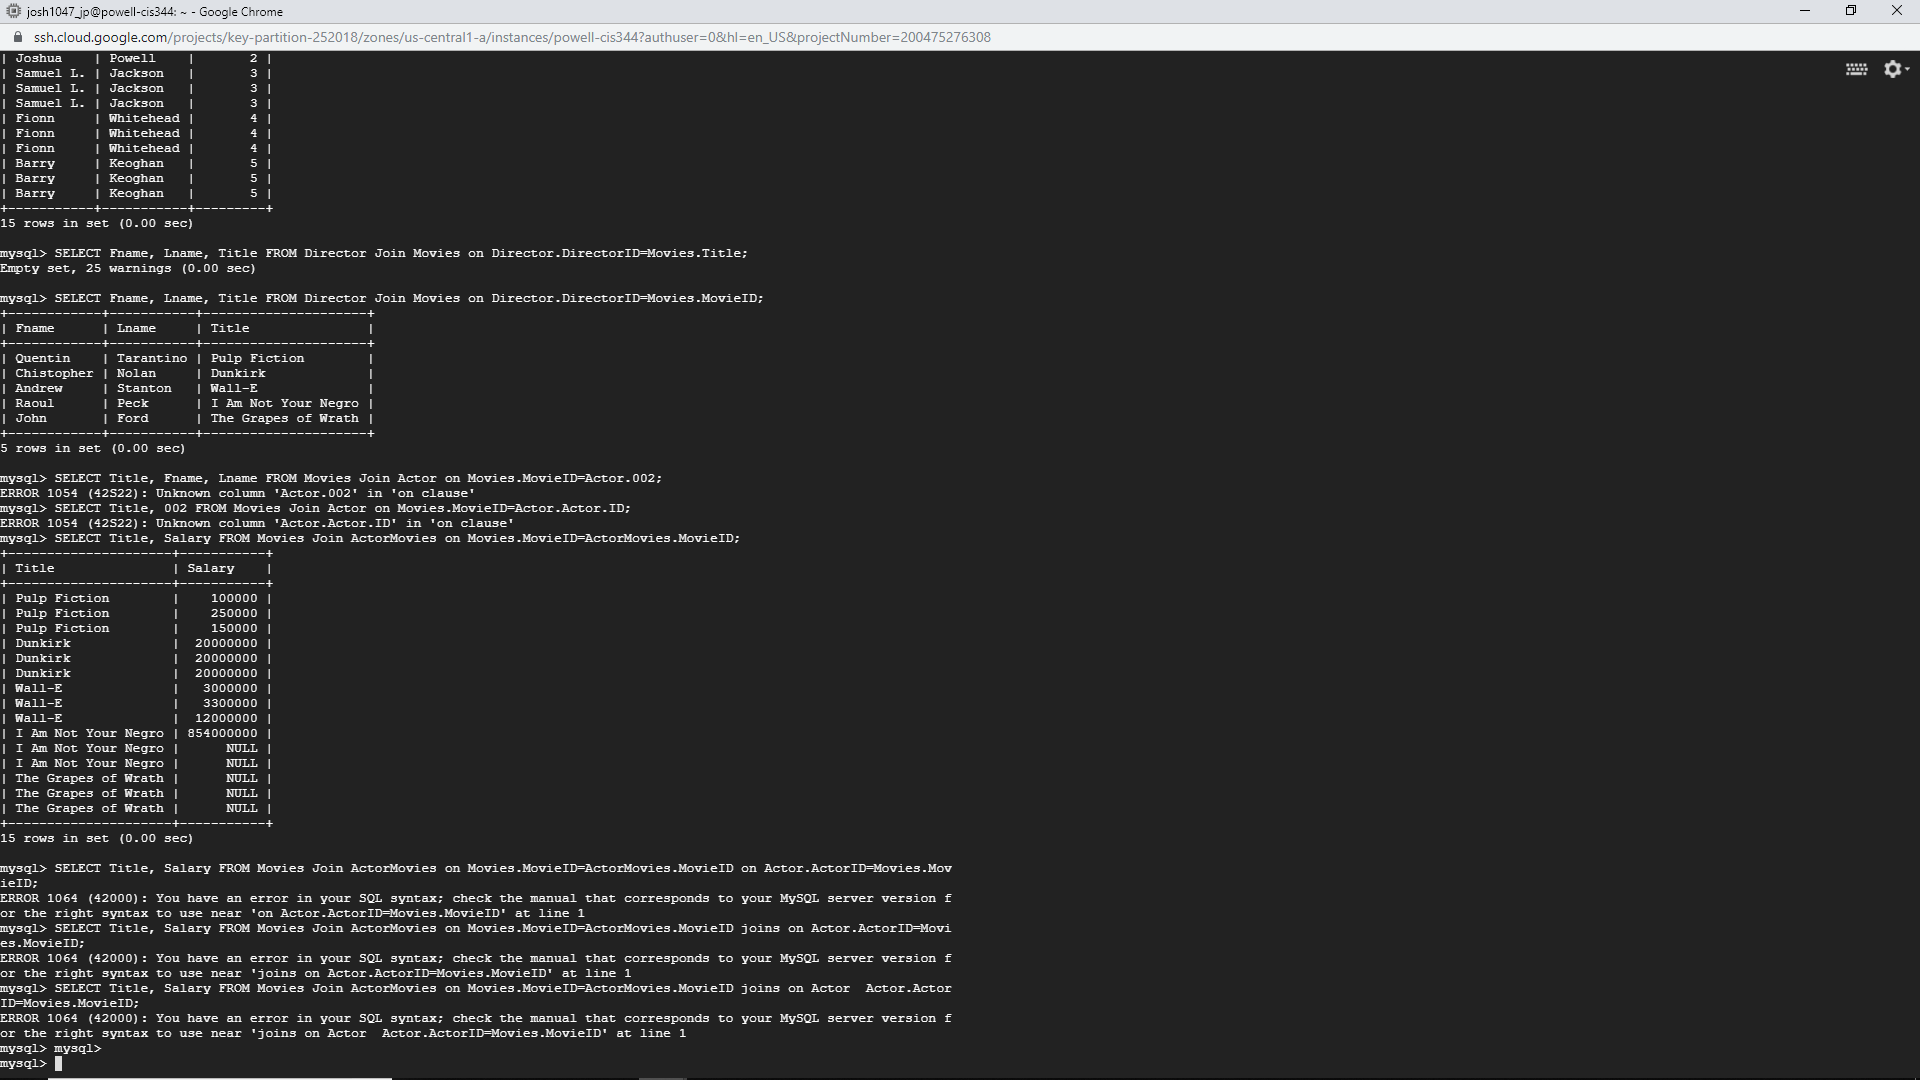 josh1047_jp@powell-cis344: ~ - Google Chrome
ssh.cloud.google.com/projects/key-partition-252018/zones/us-central1-a/instances/powell-cis344?authuser=0&hl=en_US&projectNumber=200475276308
| Joshua    | Powell    |       2 |
| Samuel L. | Jackson   |       3 |
| Samuel L. | Jackson   |       3 |
| Samuel L. | Jackson   |       3 |
| Fionn     | Whitehead |       4 |
| Fionn     | Whitehead |       4 |
| Fionn     | Whitehead |       4 |
| Barry     | Keoghan   |       5 |
| Barry     | Keoghan   |       5 |
| Barry     | Keoghan   |       5 |
+-----------+-----------+---------+
15 rows in set (0.00 sec)
mysql> SELECT Fname, Lname, Title FROM Director Join Movies on Director.DirectorID=Movies.Title;
Empty set, 25 warnings (0.00 sec)
mysql> SELECT Fname, Lname, Title FROM Director Join Movies on Director.DirectorID=Movies.MovieID;
+------------+-----------+---------------------+
| Fname      | Lname     | Title               |
+------------+-----------+---------------------+
| Quentin    | Tarantino | Pulp Fiction        |
| Chistopher | Nolan     | Dunkirk             |
| Andrew     | Stanton   | Wall-E              |
| Raoul      | Peck      | I Am Not Your Negro |
| John       | Ford      | The Grapes of Wrath |
+------------+-----------+---------------------+
5 rows in set (0.00 sec)
mysql> SELECT Title, Fname, Lname FROM Movies Join Actor on Movies.MovieID=Actor.002;
ERROR 1054 (42S22): Unknown column 'Actor.002' in 'on clause'
mysql> SELECT Title, 002 FROM Movies Join Actor on Movies.MovieID=Actor.Actor.ID;
ERROR 1054 (42S22): Unknown column 'Actor.Actor.ID' in 'on clause'
mysql> SELECT Title, Salary FROM Movies Join ActorMovies on Movies.MovieID=ActorMovies.MovieID;
+---------------------+-----------+
| Title               | Salary    |
+---------------------+-----------+
| Pulp Fiction        |    100000 |
| Pulp Fiction        |    250000 |
| Pulp Fiction        |    150000 |
| Dunkirk             |  20000000 |
| Dunkirk             |  20000000 |
| Dunkirk             |  20000000 |
| Wall-E              |   3000000 |
| Wall-E              |   3300000 |
| Wall-E              |  12000000 |
| I Am Not Your Negro | 854000000 |
| I Am Not Your Negro |      NULL |
| I Am Not Your Negro |      NULL |
| The Grapes of Wrath |      NULL |
| The Grapes of Wrath |      NULL |
| The Grapes of Wrath |      NULL |
+---------------------+-----------+
15 rows in set (0.00 sec)
mysql> SELECT Title, Salary FROM Movies Join ActorMovies on Movies.MovieID=ActorMovies.MovieID on Actor.ActorID=Movies.Mov
ieID;
ERROR 1064 (42000): You have an error in your SQL syntax; check the manual that corresponds to your MySQL server version f
or the right syntax to use near 'on Actor.ActorID=Movies.MovieID' at line 1
mysql> SELECT Title, Salary FROM Movies Join ActorMovies on Movies.MovieID=ActorMovies.MovieID joins on Actor.ActorID=Movi
es.MovieID;
ERROR 1064 (42000): You have an error in your SQL syntax; check the manual that corresponds to your MySQL server version f
or the right syntax to use near 'joins on Actor.ActorID=Movies.MovieID' at line 1
mysql> SELECT Title, Salary FROM Movies Join ActorMovies on Movies.MovieID=ActorMovies.MovieID joins on Actor  Actor.Actor
ID=Movies.MovieID;
ERROR 1064 (42000): You have an error in your SQL syntax; check the manual that corresponds to your MySQL server version f
or the right syntax to use near 'joins on Actor  Actor.ActorID=Movies.MovieID' at line 1
mysql> mysql>
mysql>